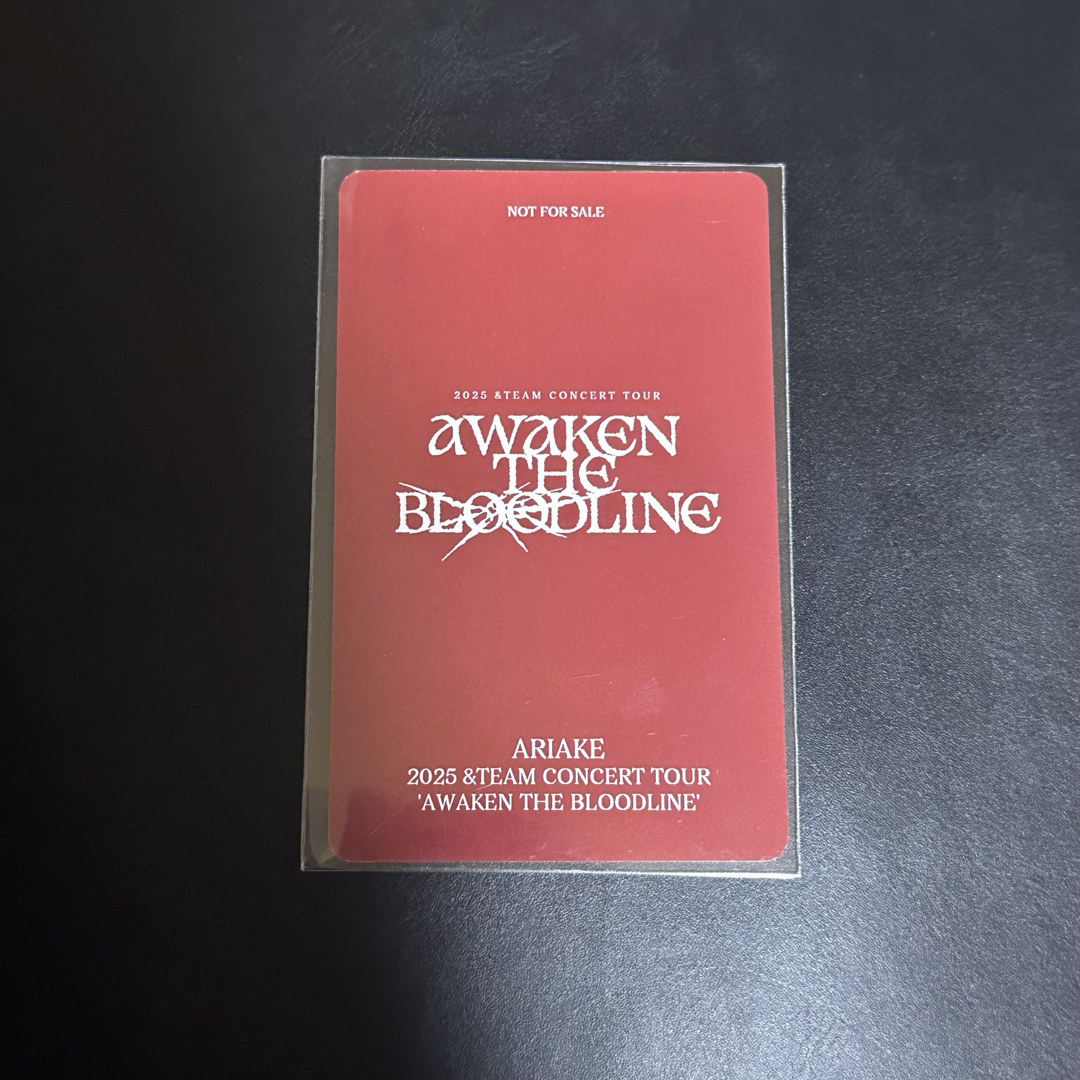 NOT FOR SALE
2025 &TEAM CONCERT TOUR
AWAKEN
THE
BLOODLINE
ARIAKE
2025 &TEAM CONCERT TOUR
'AWAKEN THE BLOODLINE'